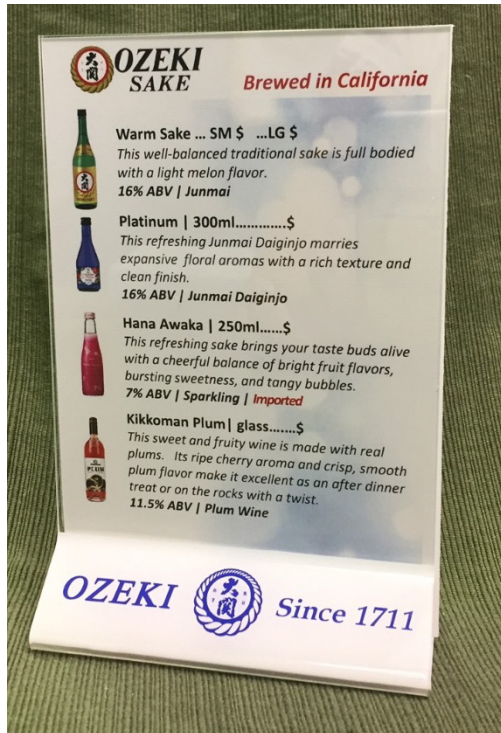 大関
OZEKI
SAKE
Brewed in California
Warm Sake ... SM $ ...LG $
This well-balanced traditional sake is full bodied
with a light melon flavor.
16% ABV | Junmai
Platinum | 300ml.............$
This refreshing Junmai Daiginjo marries
expansive floral aromas with a rich texture and
clean finish.
16% ABV | Junmai Daiginjo
Hana Awaka | 250ml......$
This refreshing sake brings your taste buds alive
with a cheerful balance of bright fruit flavors,
bursting sweetness, and tangy bubbles.
7% ABV | Sparkling | Imported
Kikkoman Plum| glass.......$
This sweet and fruity wine is made with real
plums. Its ripe cherry aroma and crisp, smooth
plum flavor make it excellent as an after dinner
treat or on the rocks with a twist.
11.5% ABV | Plum Wine
PLUM
OZEKI 大関 Since 1711